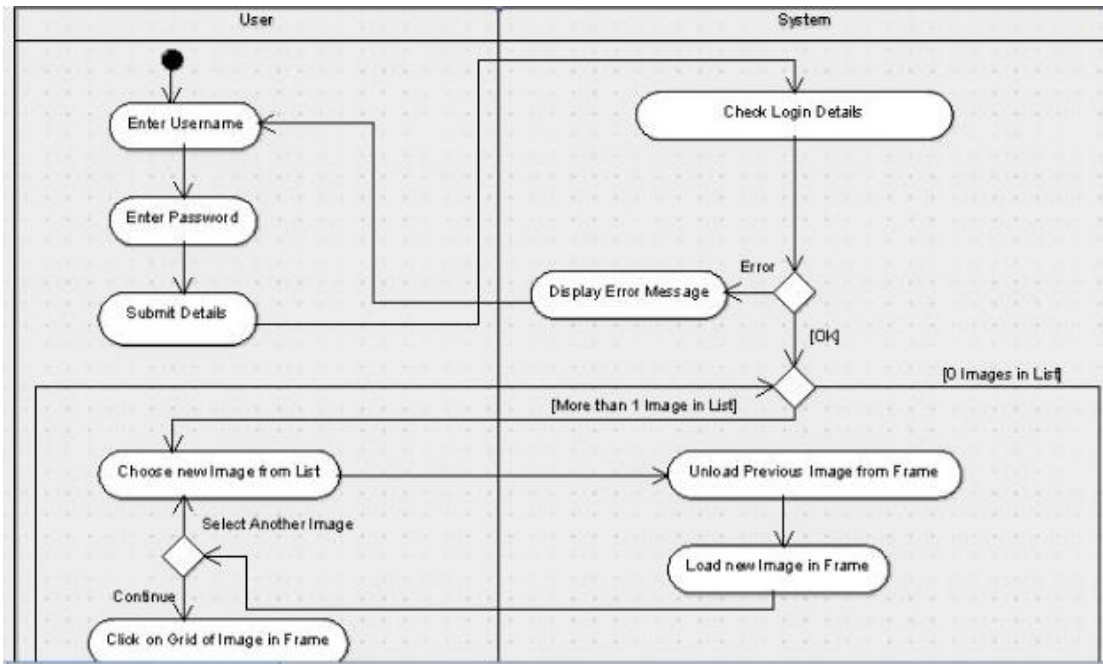 User
System
Enter Username
Check Login Details
Enter Password
Error
Display Error Message
Submit Details
[Ok]
[0 Images in List]
[More than 1 Image in List]
Choose new Image from List
Unload Previous Image from Frame
Select Another Image
Load new Image in Frame
Continue
Click on Grid of Image in Frame